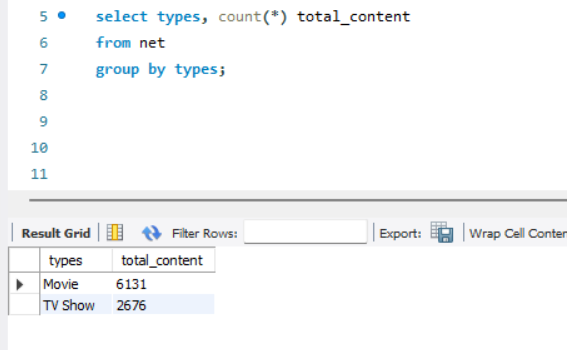 5 select types, count(*) total_content
6 from net
7 group by types;
8
9
10
11
Result Grid Filter Rows: Export: Wrap Cell Conten
types total_content
Movie 6131
TV Show 2676